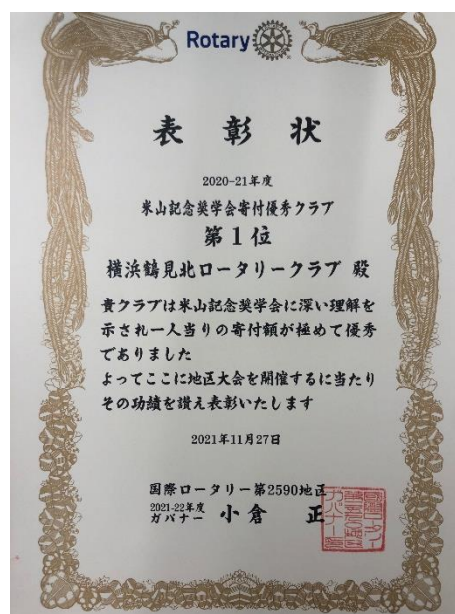 Rotary
表彰状
2020-21年度
米山記念奨学会寄付優秀クラブ
第1位
横浜鶴見北ロータリークラブ 殿
貴クラブは米山記念奨学会に深い理解を
示され一人当りの寄付額が極めて優秀
でありました
よってここに地区大会を開催するに当たり
その功績を讃え表彰いたします
2021年11月27日
国際ロータリー第2590地区
2021-22年度
ガバナー 小倉 正